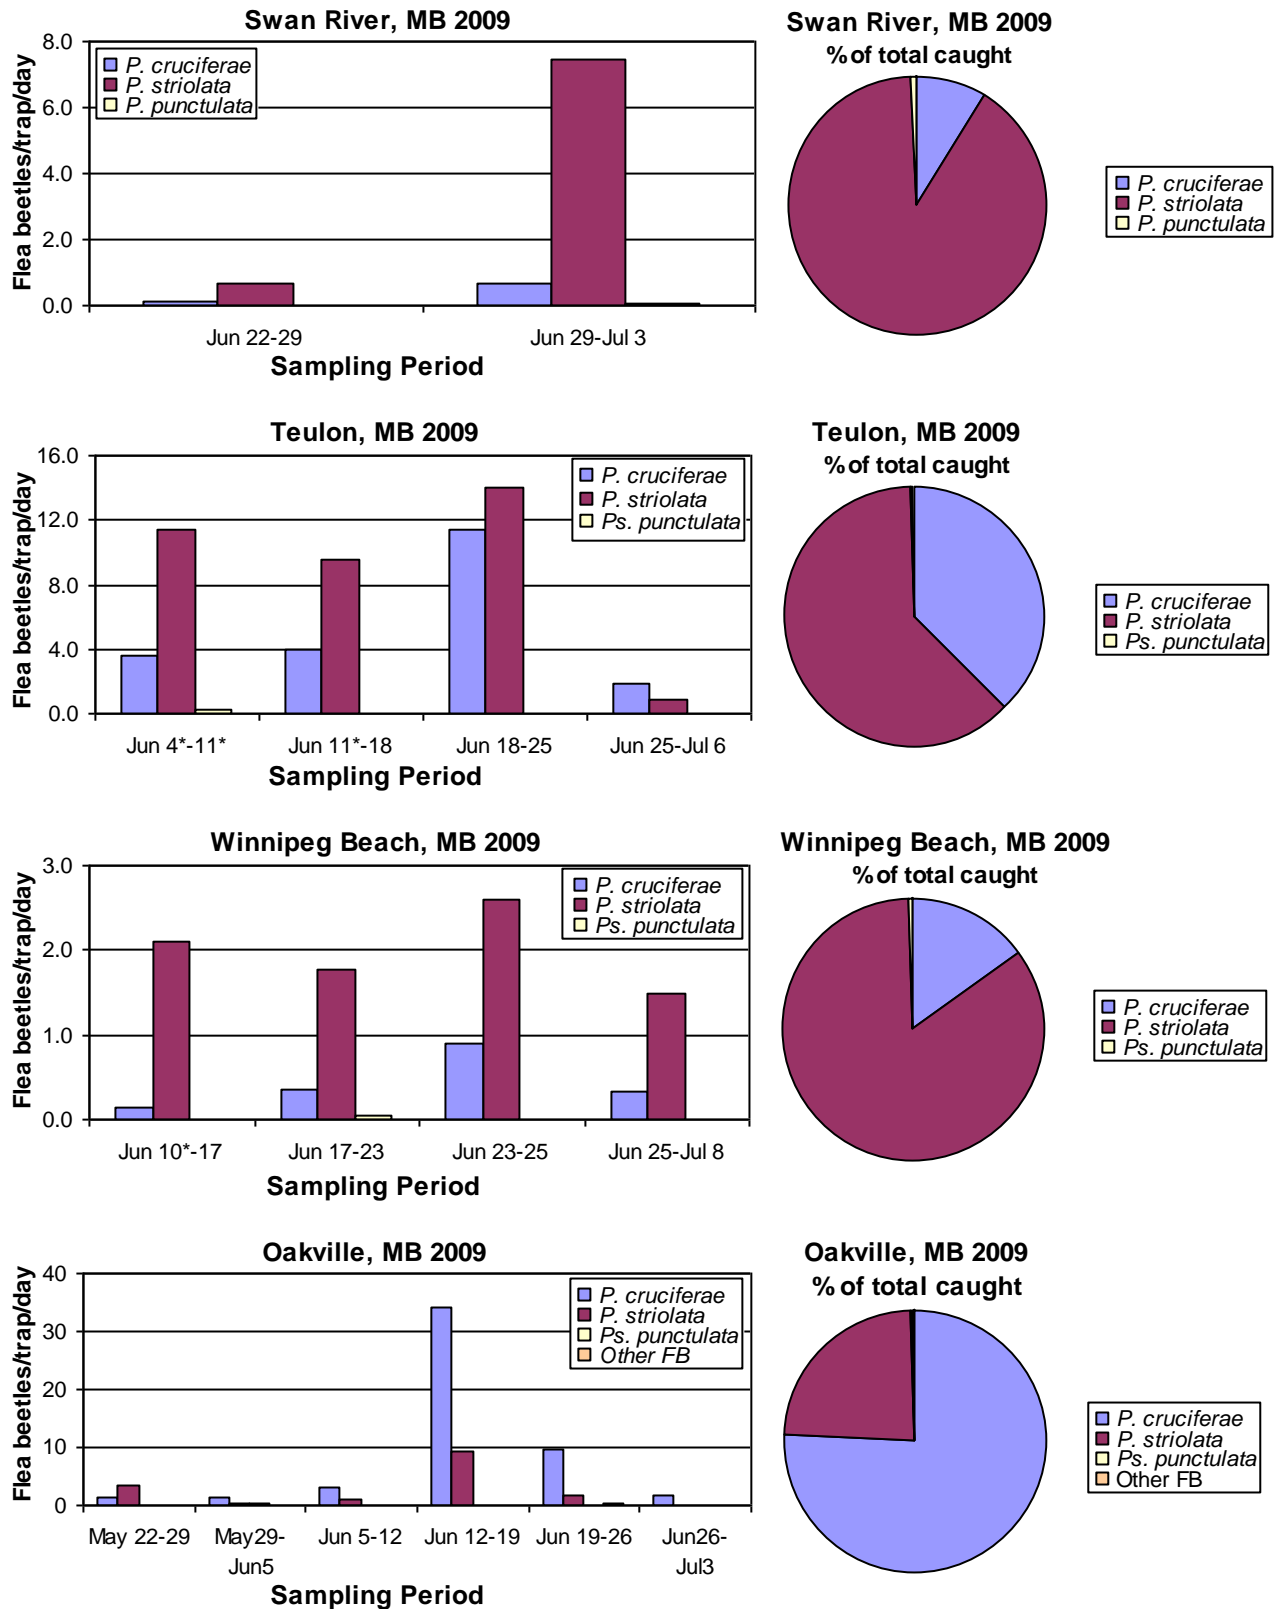 Swan River, MB 2009
Flea beetles/trap/day
8.0
6.0
4.0
2.0
0.0
P. cruciferae
P. striolata
P. punctulata
Jun 22-29
Jun 29-Jul 3
Sampling Period
Swan River, MB 2009
% of total caught
P. cruciferae
P. striolata
P. punctulata
Teulon, MB 2009
Flea beetles/trap/day
16.0
12.0
8.0
4.0
0.0
P. cruciferae
P. striolata
Ps. punctulata
Jun 4*-11*
Jun 11*-18
Jun 18-25
Jun 25-Jul 6
Sampling Period
Teulon, MB 2009
% of total caught
P. cruciferae
P. striolata
Ps. punctulata
Winnipeg Beach, MB 2009
Flea beetles/trap/day
3.0
2.0
1.0
0.0
P. cruciferae
P. striolata
Ps. punctulata
Jun 10*-17
Jun 17-23
Jun 23-25
Jun 25-Jul 8
Sampling Period
Winnipeg Beach, MB 2009
% of total caught
P. cruciferae
P. striolata
Ps. punctulata
Oakville, MB 2009
Flea beetles/trap/day
40
30
20
10
0
P. cruciferae
P. striolata
Ps. punctulata
Other FB
May 22-29
May29-
Jun5
Jun 5-12
Jun 12-19
Jun 19-26
Jun26-
Jul3
Sampling Period
Oakville, MB 2009
% of total caught
P. cruciferae
P. striolata
Ps. punctulata
Other FB